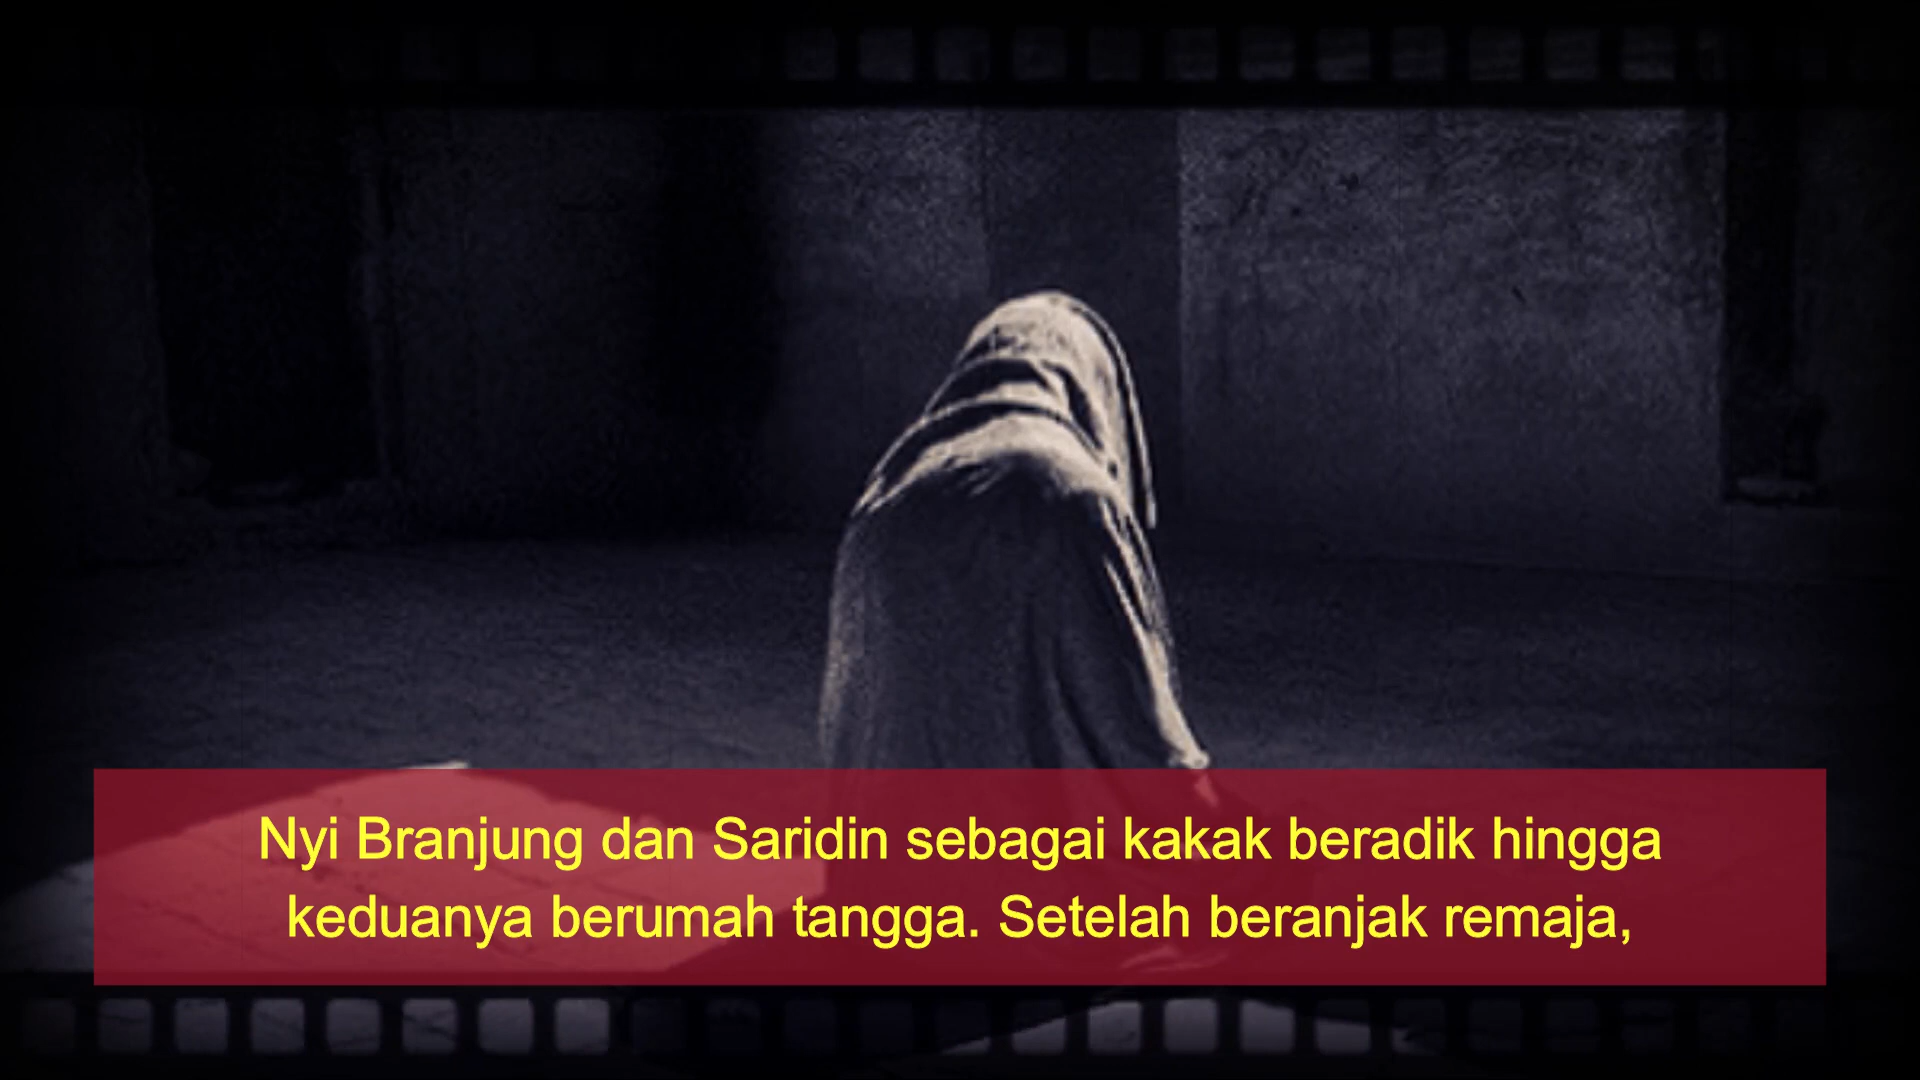 Nyi Branjung dan Saridin sebagai kakak beradik hingga
keduanya berumah tangga. Setelah beranjak remaja,